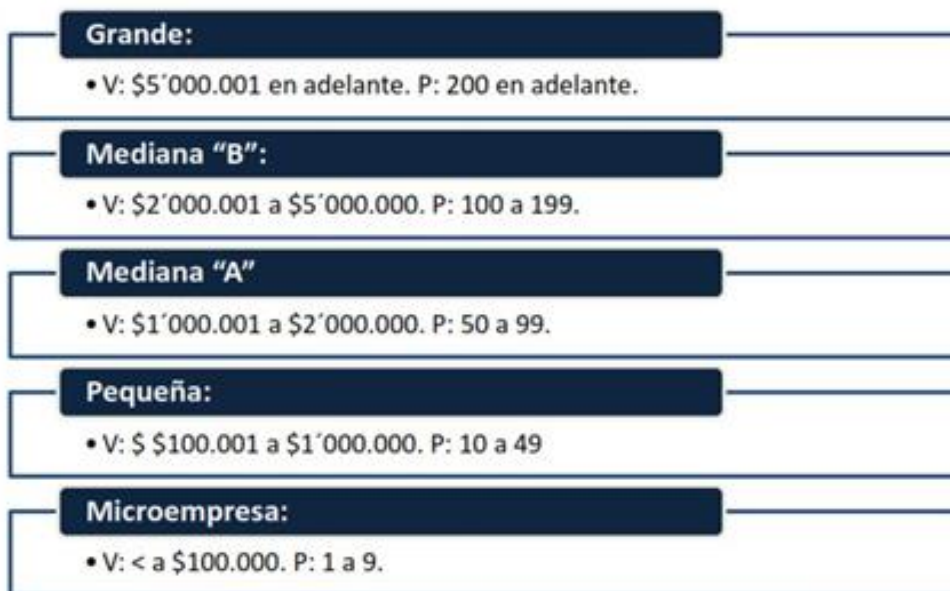 Grande:
• V: $5´000.001 en adelante. P: 200 en adelante.
Mediana “B”:
• V: $2´000.001 a $5´000.000. P: 100 a 199.
Mediana “A”
• V: $1´000.001 a $2´000.000. P: 50 a 99.
Pequeña:
• V: $ $100.001 a $1´000.000. P: 10 a 49
Microempresa:
• V: < a $100.000. P: 1 a 9.